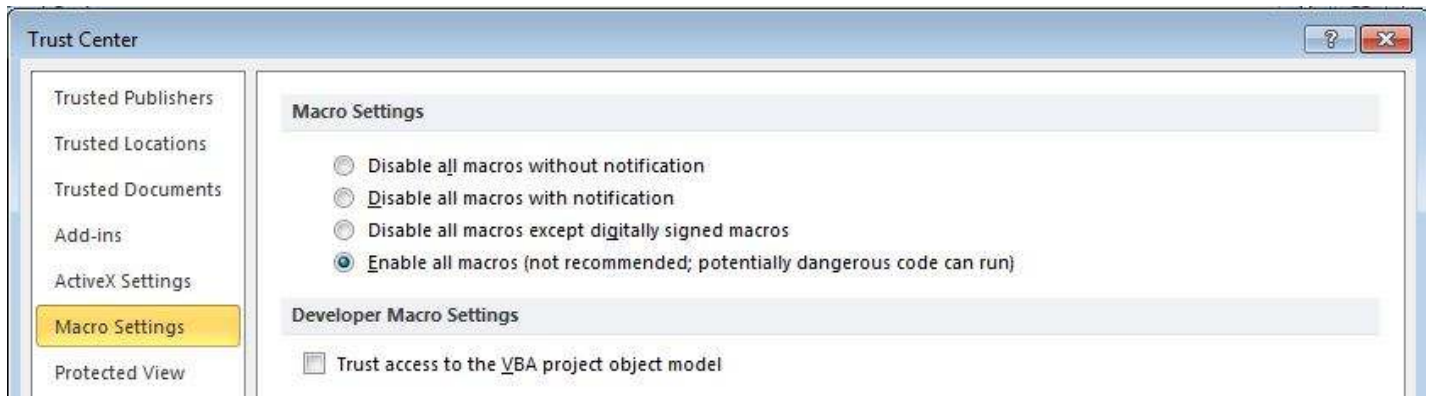 Trust Center
Trusted Publishers
Trusted Locations
Trusted Documents
Add-ins
ActiveX Settings
Macro Settings
Protected View
Macro Settings
Disable all macros without notification
Disable all macros with notification
Disable all macros except digitally signed macros
Enable all macros (not recommended; potentially dangerous code can run)
Developer Macro Settings
Trust access to the VBA project object model